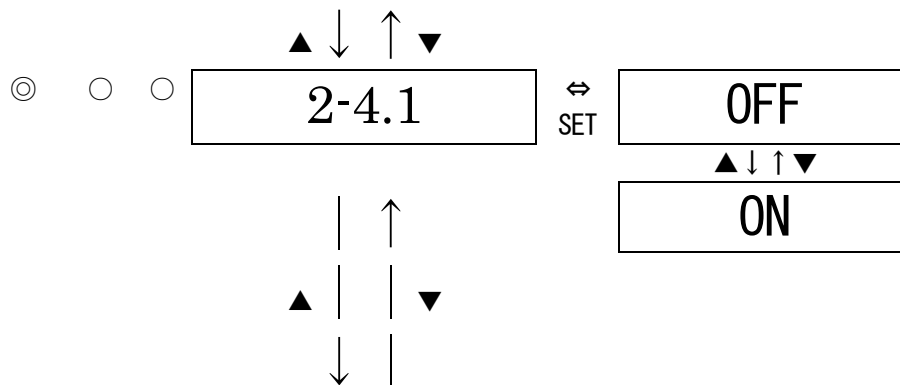 ▲ ↓ ↑ ▼
◎ ○ ○ 2-4.1 ⇔ OFF
SET
▲↓↑▼
ON
▲ ▼